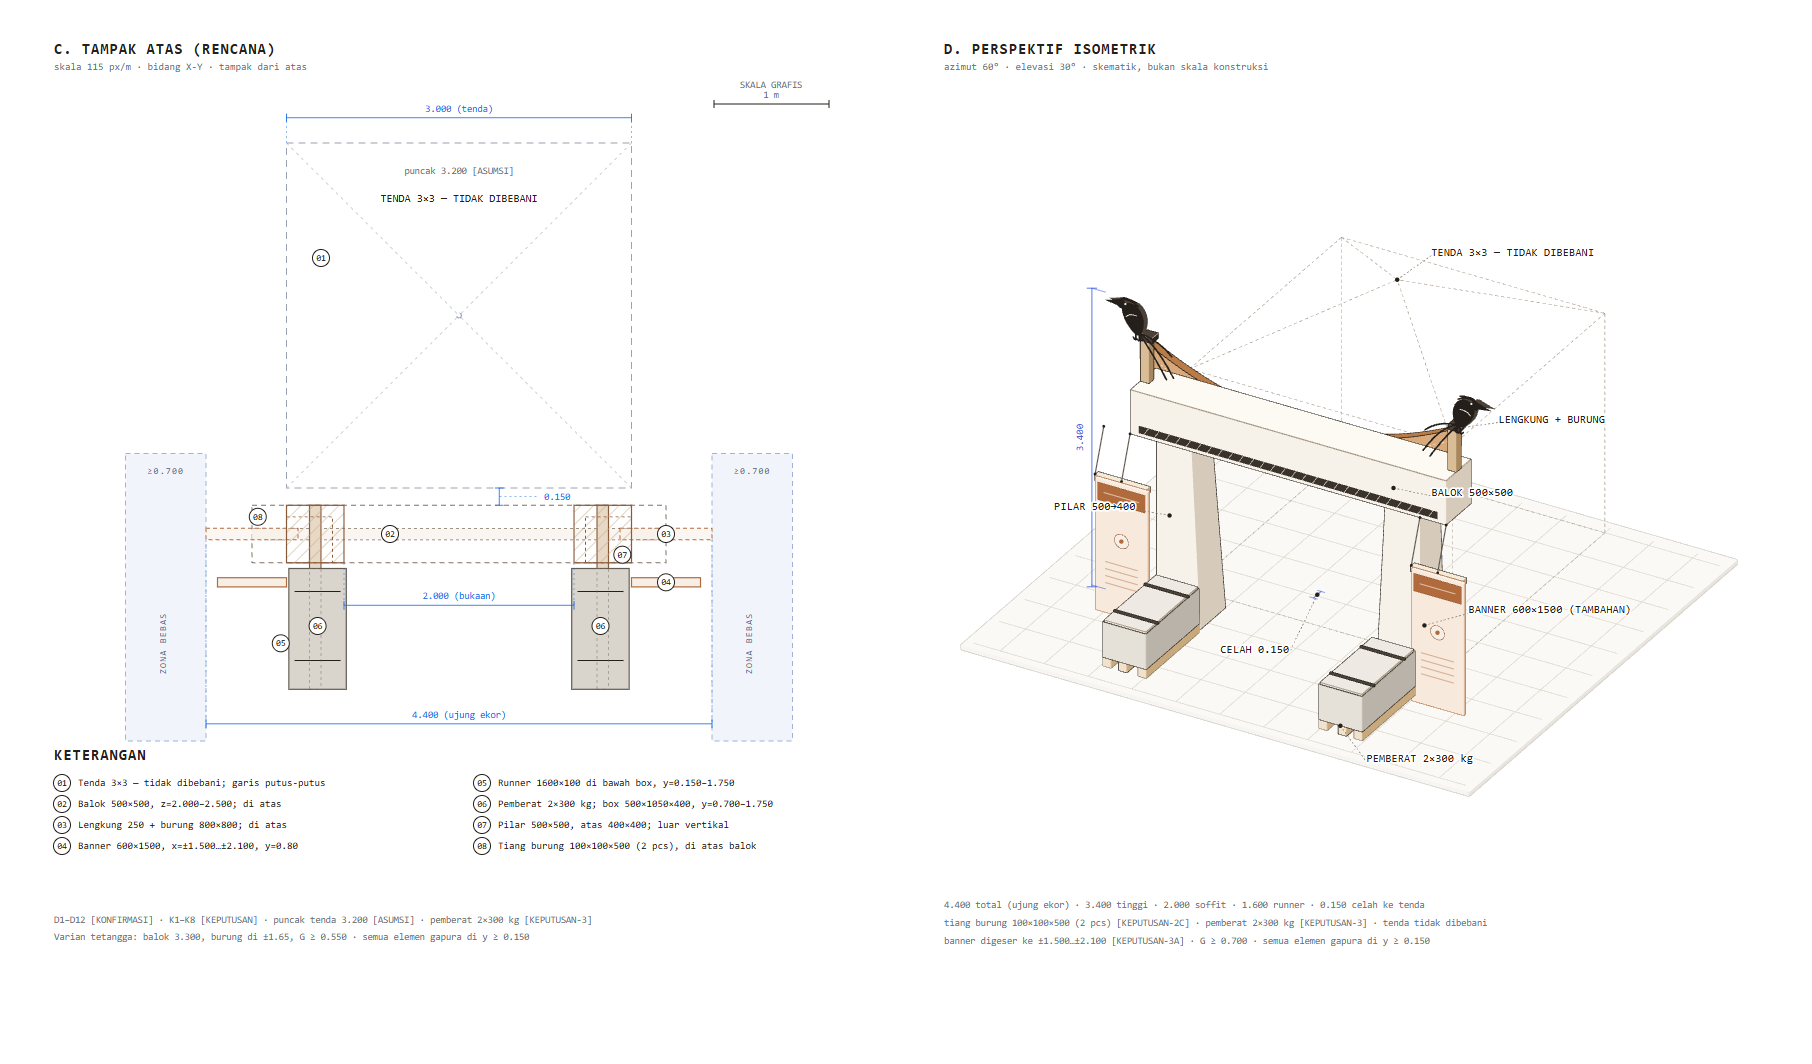 C. TAMPAK ATAS (RENCANA)
skala 115 px/m · bidang X-Y · tampak dari atas
SKALA GRAFIS
1 m
3.000 (tenda)
puncak 3.200 [ASUMSI]
TENDA 3×3 — TIDAK DIBEBANI
01
≥0.700
≥0.700
0.150
08
02
03
07
04
2.000 (bukaan)
06
06
05
ZONA BEBAS
ZONA BEBAS
4.400 (ujung ekor)
KETERANGAN
01 Tenda 3×3 — tidak dibebani; garis putus-putus
02 Balok 500×500, z=2.000–2.500; di atas
03 Lengkung 250 + burung 800×800; di atas
04 Banner 600×1500, x=±1.500…±2.100, y=0.80
05 Runner 1600×100 di bawah box, y=0.150–1.750
06 Pemberat 2×300 kg; box 500×1050×400, y=0.700–1.750
07 Pilar 500×500, atas 400×400; luar vertikal
08 Tiang burung 100×100×500 (2 pcs), di atas balok
D1–D12 [KONFIRMASI] · K1–K8 [KEPUTUSAN] · puncak tenda 3.200 [ASUMSI] · pemberat 2×300 kg [KEPUTUSAN-3]
Varian tetangga: balok 3.300, burung di ±1.65, G ≥ 0.550 · semua elemen gapura di y ≥ 0.150
D. PERSPEKTIF ISOMETRIK
azimut 60° · elevasi 30° · skematik, bukan skala konstruksi
TENDA 3×3 — TIDAK DIBEBANI
3.400
LENGKUNG + BURUNG
BALOK 500×500
PILAR 500→400
BANNER 600×1500 (TAMBAHAN)
CELAH 0.150
PEMBERAT 2×300 kg
4.400 total (ujung ekor) · 3.400 tinggi · 2.000 soffit · 1.600 runner · 0.150 celah ke tenda
tiang burung 100×100×500 (2 pcs) [KEPUTUSAN-2C] · pemberat 2×300 kg [KEPUTUSAN-3] · tenda tidak dibebani
banner digeser ke ±1.500…±2.100 [KEPUTUSAN-3A] · G ≥ 0.700 · semua elemen gapura di y ≥ 0.150